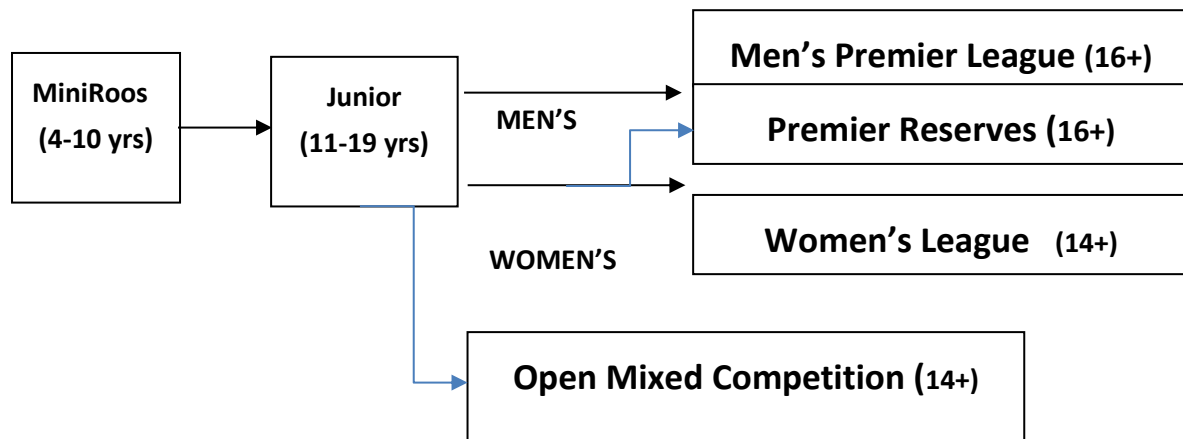 MiniRoos
(4-10 yrs)
Junior
(11-19 yrs)
MEN’S
WOMEN’S
Men’s Premier League (16+)
Premier Reserves (16+)
Women’s League (14+)
Open Mixed Competition (14+)